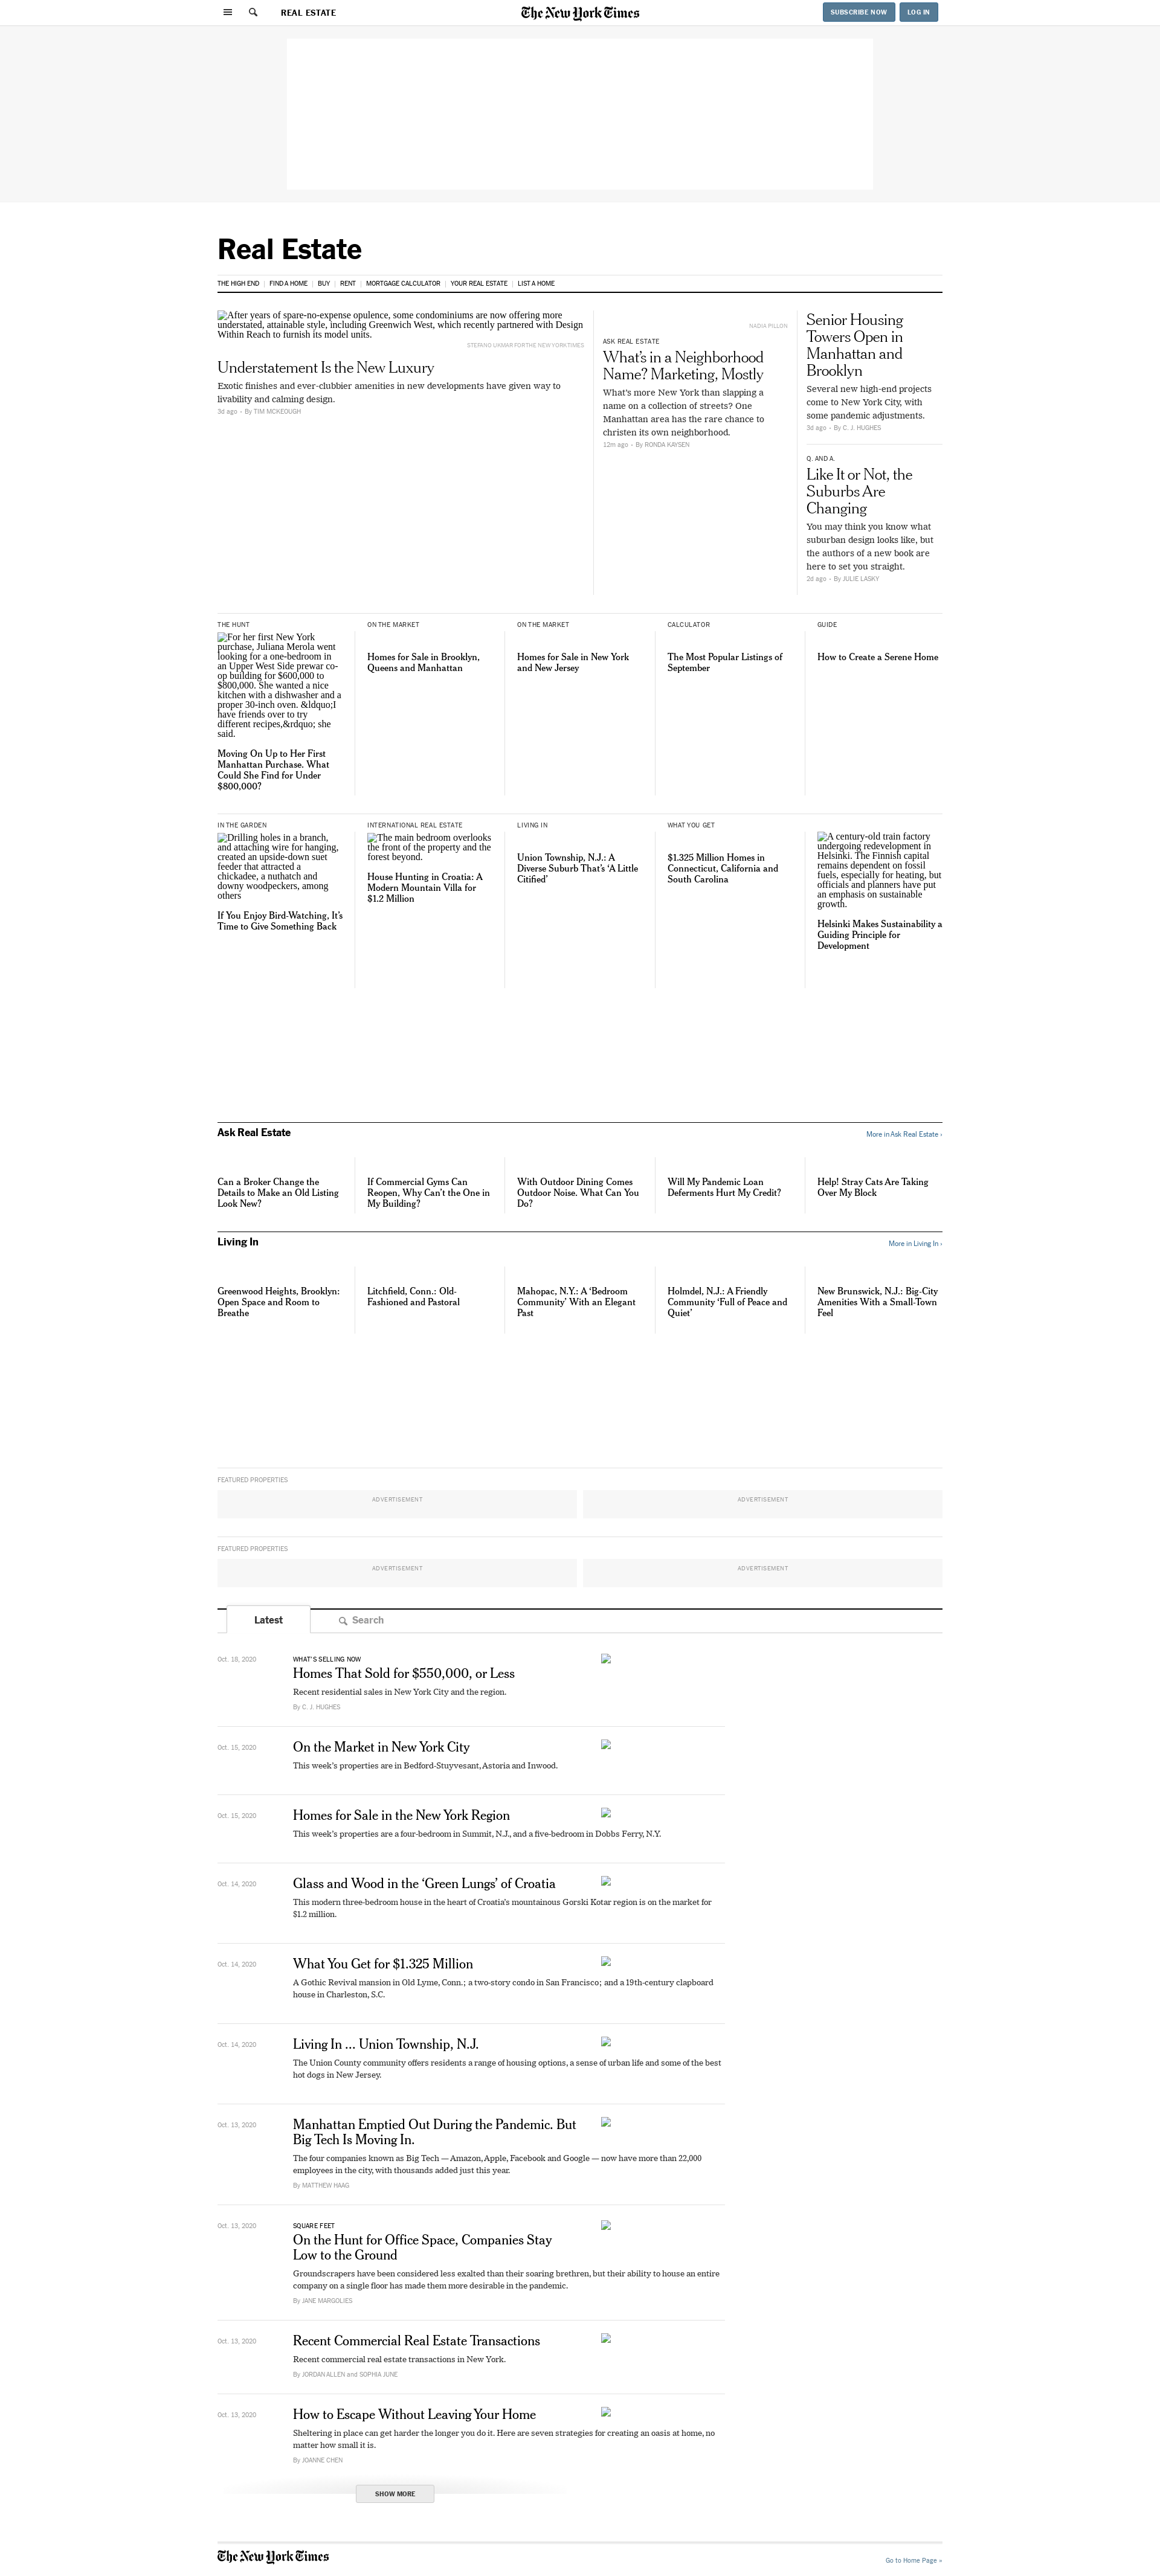 REAL ESTATE
The New York Times
SUBSCRIBE NOW
LOG IN
Real Estate
THE HIGH END
FIND A HOME
BUY
RENT
MORTGAGE CALCULATOR
YOUR REAL ESTATE
LIST A HOME
After years of spare-no-expense opulence, some condominiums are now offering more
understated, attainable style, including Greenwich West, which recently partnered with Design
Within Reach to furnish its model units.
STEFANO UKMAR FOR THE NEW YORK TIMES
Understatement Is the New Luxury
Exotic finishes and ever-clubbier amenities in new developments have given way to
livability and calming design.
3d ago - By TIM MCKEOUGH
NADIA PILLON
ASK REAL ESTATE
What’s in a Neighborhood
Name? Marketing, Mostly
What’s more New York than slapping a
name on a collection of streets? One
Manhattan area has the rare chance to
christen its own neighborhood.
12m ago - By RONDA KAYSEN
Senior Housing
Towers Open in
Manhattan and
Brooklyn
Several new high-end projects
come to New York City, with
some pandemic adjustments.
3d ago - By C. J. HUGHES
Q. AND A.
Like It or Not, the
Suburbs Are
Changing
You may think you know what
suburban design looks like, but
the authors of a new book are
here to set you straight.
2d ago - By JULIE LASKY
THE HUNT
For her first New York
purchase, Juliana Merola went
looking for a one-bedroom in
an Upper West Side prewar co-
op building for $600,000 to
$800,000. She wanted a nice
kitchen with a dishwasher and a
proper 30-inch oven. &ldquo;I
have friends over to try
different recipes,&rdquo; she
said.
Moving On Up to Her First
Manhattan Purchase. What
Could She Find for Under
$800,000?
ON THE MARKET
Homes for Sale in Brooklyn,
Queens and Manhattan
ON THE MARKET
Homes for Sale in New York
and New Jersey
CALCULATOR
The Most Popular Listings of
September
GUIDE
How to Create a Serene Home
IN THE GARDEN
Drilling holes in a branch,
and attaching wire for hanging,
created an upside-down suet
feeder that attracted a
chickadee, a nuthatch and
downy woodpeckers, among
others
If You Enjoy Bird-Watching, It’s
Time to Give Something Back
INTERNATIONAL REAL ESTATE
The main bedroom overlooks
the front of the property and the
forest beyond.
House Hunting in Croatia: A
Modern Mountain Villa for
$1.2 Million
LIVING IN
Union Township, N.J.: A
Diverse Suburb That’s ‘A Little
Citified’
WHAT YOU GET
$1.325 Million Homes in
Connecticut, California and
South Carolina
A century-old train factory
undergoing redevelopment in
Helsinki. The Finnish capital
remains dependent on fossil
fuels, especially for heating, but
officials and planners have put
an emphasis on sustainable
growth.
Helsinki Makes Sustainability a
Guiding Principle for
Development
Ask Real Estate
More in Ask Real Estate ›
Can a Broker Change the
Details to Make an Old Listing
Look New?
If Commercial Gyms Can
Reopen, Why Can’t the One in
My Building?
With Outdoor Dining Comes
Outdoor Noise. What Can You
Do?
Will My Pandemic Loan
Deferments Hurt My Credit?
Help! Stray Cats Are Taking
Over My Block
Living In
More in Living In ›
Greenwood Heights, Brooklyn:
Open Space and Room to
Breathe
Litchfield, Conn.: Old-
Fashioned and Pastoral
Mahopac, N.Y.: A ‘Bedroom
Community’ With an Elegant
Past
Holmdel, N.J.: A Friendly
Community ‘Full of Peace and
Quiet’
New Brunswick, N.J.: Big-City
Amenities With a Small-Town
Feel
FEATURED PROPERTIES
ADVERTISEMENT
ADVERTISEMENT
FEATURED PROPERTIES
ADVERTISEMENT
ADVERTISEMENT
Latest
Search
Oct. 18, 2020
WHAT’S SELLING NOW
Homes That Sold for $550,000, or Less
Recent residential sales in New York City and the region.
By C. J. HUGHES
Oct. 15, 2020
On the Market in New York City
This week’s properties are in Bedford-Stuyvesant, Astoria and Inwood.
Oct. 15, 2020
Homes for Sale in the New York Region
This week’s properties are a four-bedroom in Summit, N.J., and a five-bedroom in Dobbs Ferry, N.Y.
Oct. 14, 2020
Glass and Wood in the ‘Green Lungs’ of Croatia
This modern three-bedroom house in the heart of Croatia’s mountainous Gorski Kotar region is on the market for
$1.2 million.
Oct. 14, 2020
What You Get for $1.325 Million
A Gothic Revival mansion in Old Lyme, Conn.; a two-story condo in San Francisco; and a 19th-century clapboard
house in Charleston, S.C.
Oct. 14, 2020
Living In ... Union Township, N.J.
The Union County community offers residents a range of housing options, a sense of urban life and some of the best
hot dogs in New Jersey.
Oct. 13, 2020
Manhattan Emptied Out During the Pandemic. But
Big Tech Is Moving In.
The four companies known as Big Tech — Amazon, Apple, Facebook and Google — now have more than 22,000
employees in the city, with thousands added just this year.
By MATTHEW HAAG
Oct. 13, 2020
SQUARE FEET
On the Hunt for Office Space, Companies Stay
Low to the Ground
Groundscrapers have been considered less exalted than their soaring brethren, but their ability to house an entire
company on a single floor has made them more desirable in the pandemic.
By JANE MARGOLIES
Oct. 13, 2020
Recent Commercial Real Estate Transactions
Recent commercial real estate transactions in New York.
By JORDAN ALLEN and SOPHIA JUNE
Oct. 13, 2020
How to Escape Without Leaving Your Home
Sheltering in place can get harder the longer you do it. Here are seven strategies for creating an oasis at home, no
matter how small it is.
By JOANNE CHEN
SHOW MORE
The New York Times
Go to Home Page »